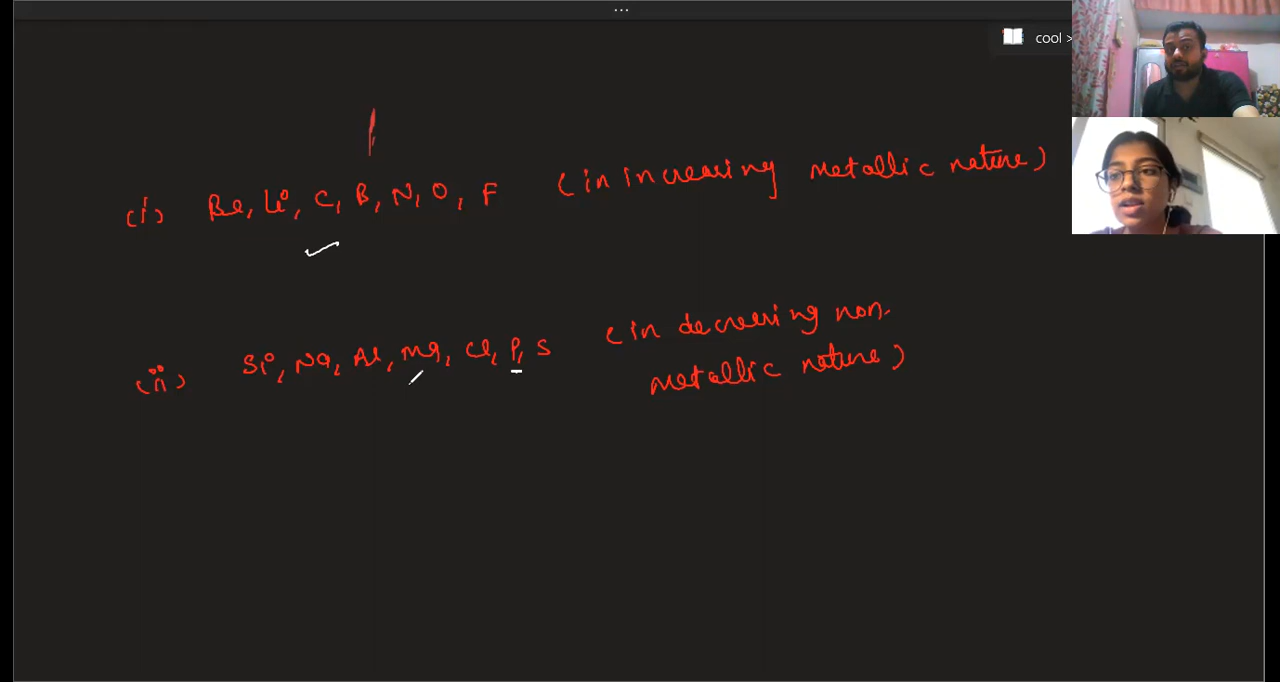 ...
cool >
(i) Be, Li, C, B, N, O, F (in increasing metallic nature)
(ii) Si, Na, Al, Mg, Cl, P, S (in decreasing non-
metallic nature)